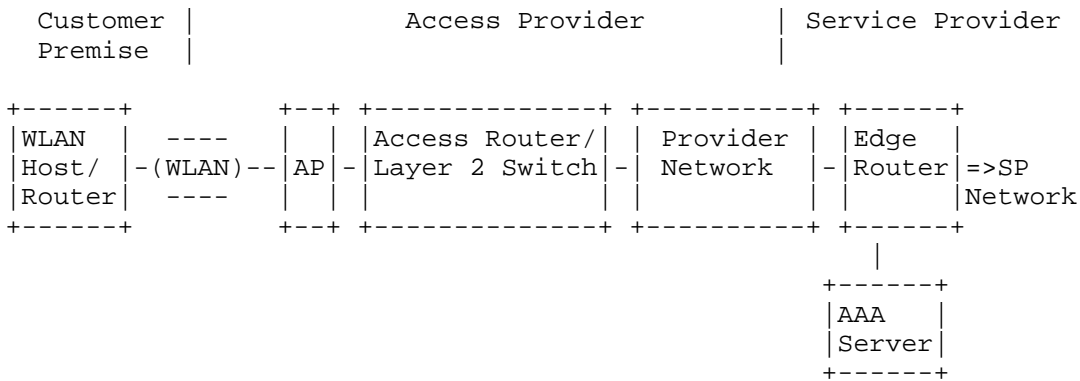 Customer |             Access Provider             | Service Provider
Premise  |                                         |
+------+         +--+ +--------------+ +----------+ +------+
|WLAN  |  ----   |  | |Access Router/| | Provider | |Edge  |
|Host/ |-(WLAN)--|AP|-|Layer 2 Switch|-| Network  |-|Router|=>SP
|Router|  ----   |  | |              | |          | |      |Network
+------+         +--+ +--------------+ +----------+ +------+
|
+------+
|AAA   |
|Server|
+------+